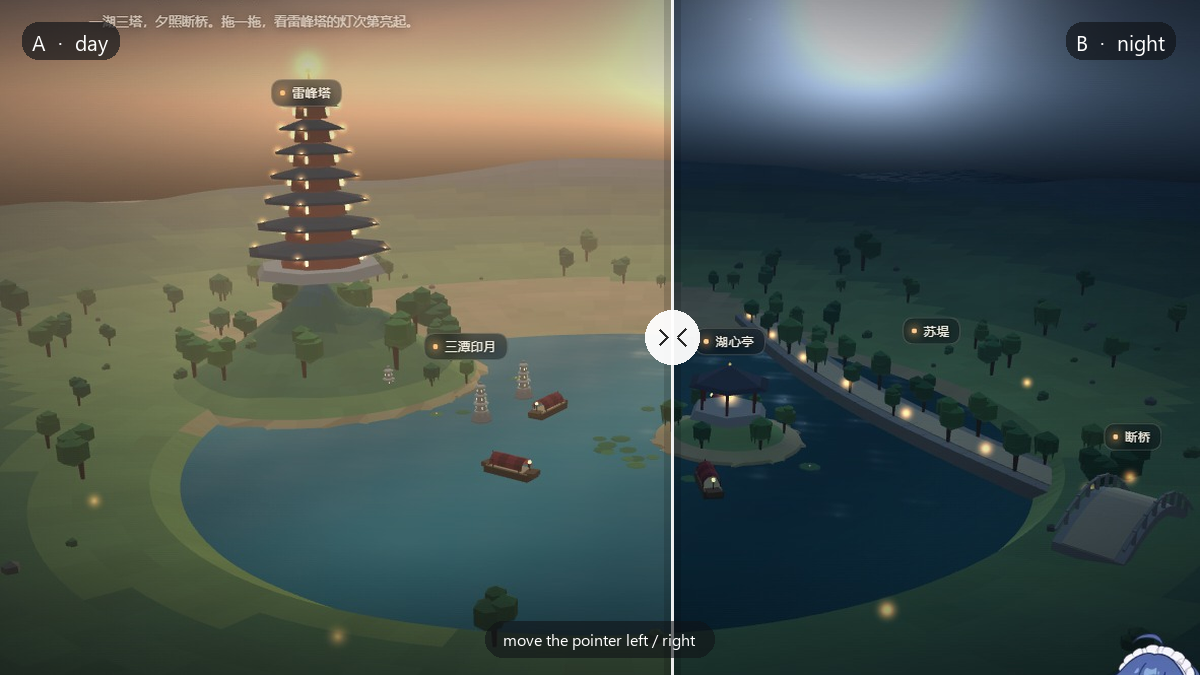 一湖三塔，夕照断桥。拖一拖，看雷峰塔的灯次第亮起。
A · day
B · night
雷峰塔
苏堤
湖心亭
三潭印月
断桥
move the pointer left / right